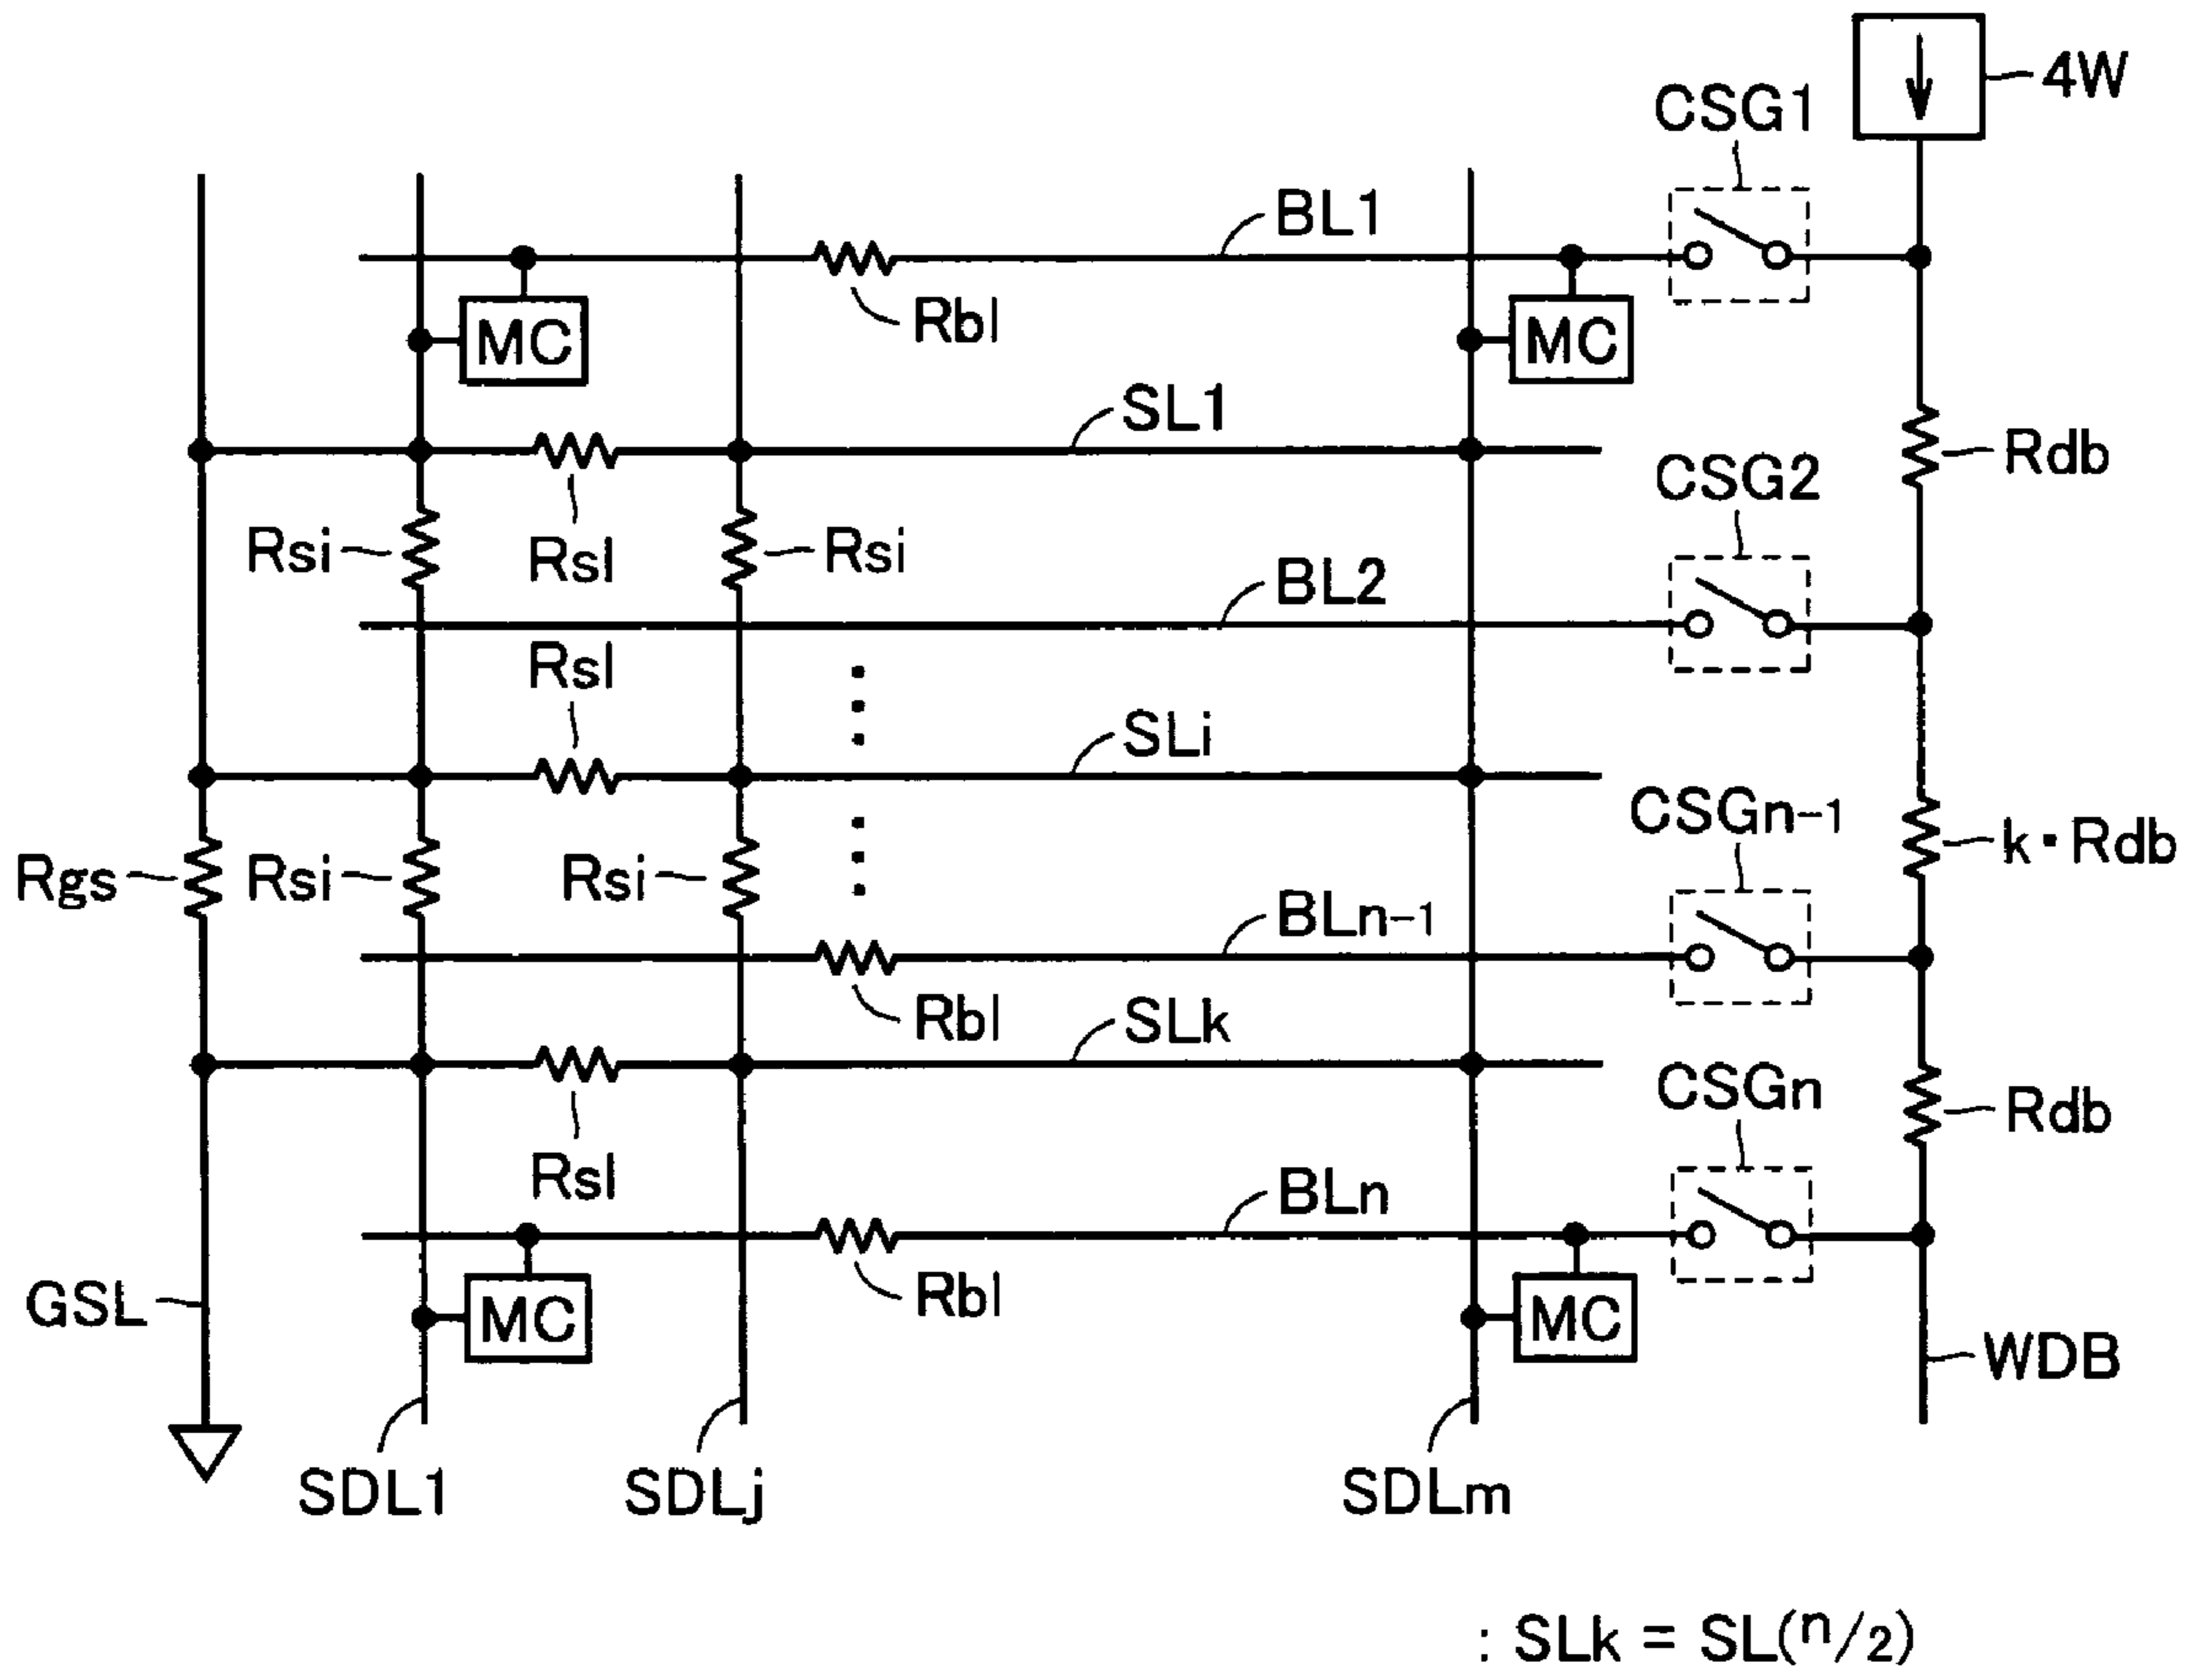 4W
CSG1
BL1
Rbl
MC
MC
SL1
Rdb
CSG2
Rsi
Rsl
Rsi
BL2
Rsl
SLi
CSGn-1
k・Rdb
Rgs
Rsi
Rsi
BLn-1
Rbl
SLk
CSGn
Rdb
Rsl
BLn
GSL
MC
Rbl
MC
WDB
SDL1
SDLj
SDLm
: SLk = SL(n/2)